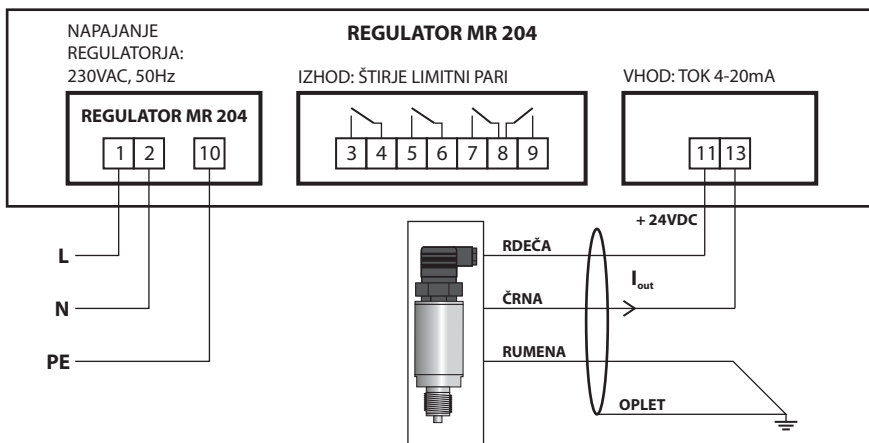 REGULATOR MR 204
NAPAJANJE
REGULATORJA:
230VAC, 50Hz
IZHOD: ŠTIRJE LIMITNI PARI
VHOD: TOK 4-20mA
REGULATOR MR 204
1 2 10
3 4 5 6 7 8 9
11 13
+ 24VDC
L
RDEČA
Iout
N
ČRNA
PE
RUMENA
OPLET